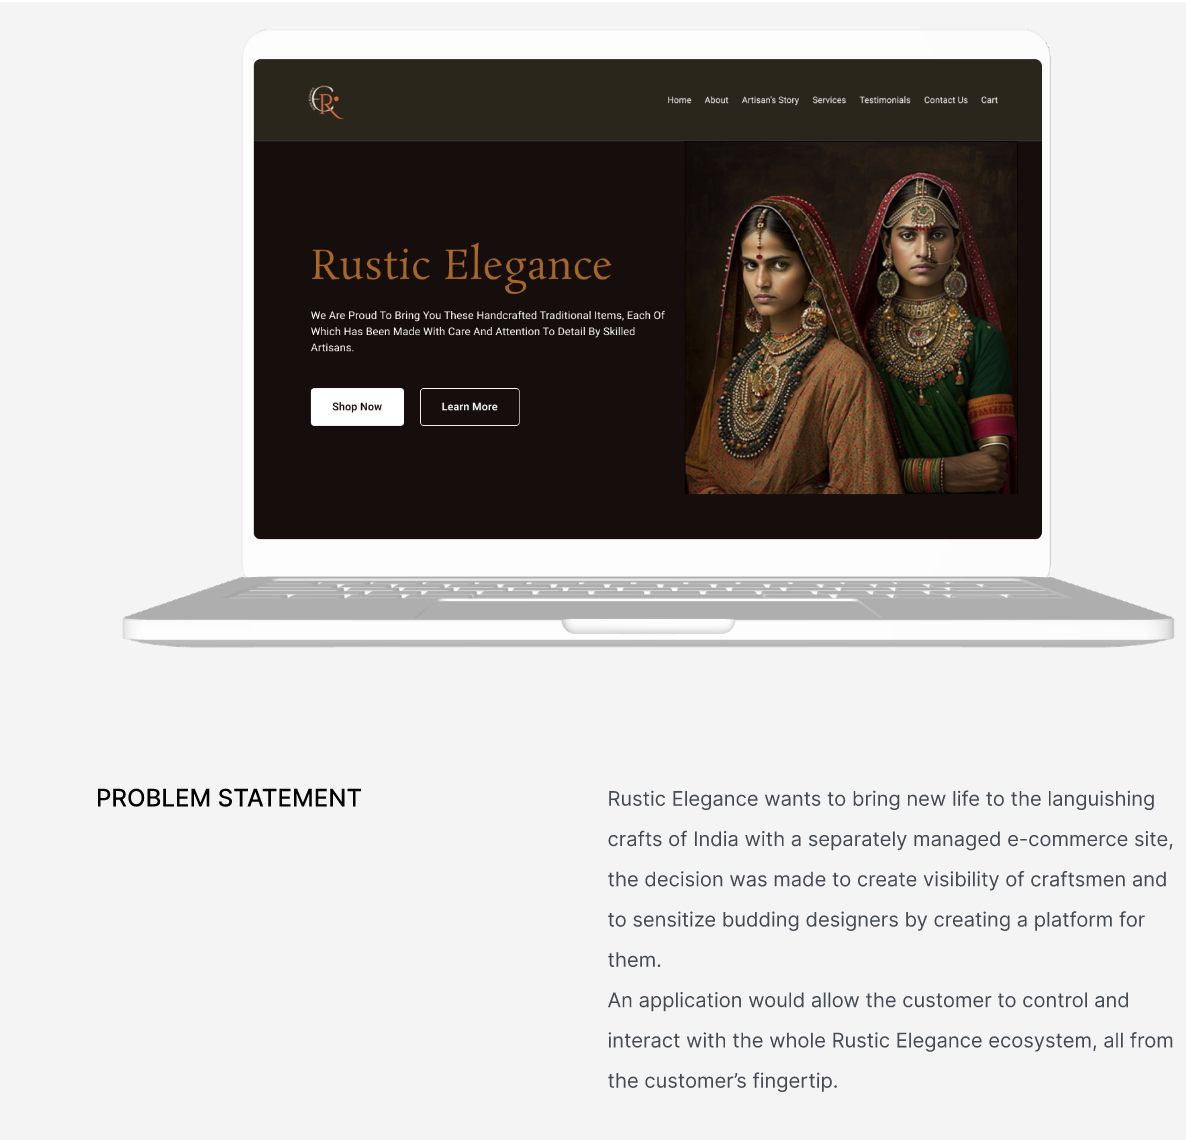 Home About Artisan's Story Services Testimonials Contact Us Cart
Rustic Elegance
We Are Proud To Bring You These Handcrafted Traditional Items, Each Of
Which Has Been Made With Care And Attention To Detail By Skilled
Artisans.
Shop Now Learn More
PROBLEM STATEMENT
Rustic Elegance wants to bring new life to the languishing
crafts of India with a separately managed e-commerce site,
the decision was made to create visibility of craftsmen and
to sensitize budding designers by creating a platform for
them.
An application would allow the customer to control and
interact with the whole Rustic Elegance ecosystem, all from
the customer’s fingertip.